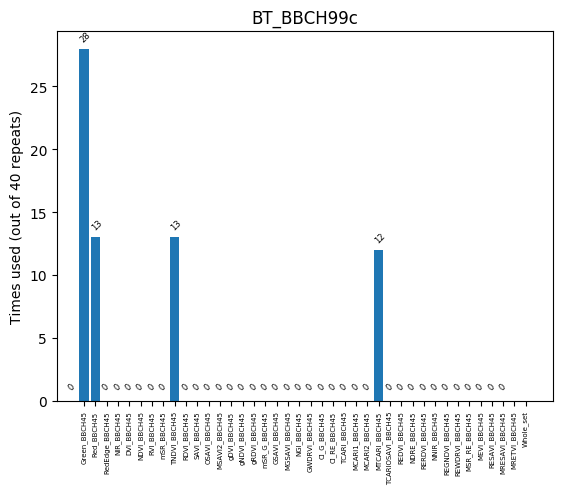 BT_BBCH99c
Times used (out of 40 repeats)
25
20
15
10
5
0
0 28 13 0 0 0 0 0 0 13 0 0 0 0 0 0 0 0 0 0 0 0 0 0 0 0 0 12 0 0 0 0 0 0 0 0 0 0 0
Green_BBCH45
Red_BBCH45
RedEdge_BBCH45
NIR_BBCH45
DVI_BBCH45
NDVI_BBCH45
RVI_BBCH45
mSR_BBCH45
TNDVI_BBCH45
RDVI_BBCH45
SAVI_BBCH45
OSAVI_BBCH45
MSAVI2_BBCH45
gDVI_BBCH45
gNDVI_BBCH45
gRDVI_BBCH45
mSR_G_BBCH45
GSAVI_BBCH45
MGSAVI_BBCH45
NGI_BBCH45
GWDRVI_BBCH45
CI_G_BBCH45
CI_RE_BBCH45
TCARI_BBCH45
MCARI1_BBCH45
MCARI2_BBCH45
MTCARI_BBCH45
TCARIOSAVI_BBCH45
REDVI_BBCH45
NDRE_BBCH45
RERDVI_BBCH45
NNIR_BBCH45
REGNDVI_BBCH45
REWDRVI_BBCH45
MSR_RE_BBCH45
MEVI_BBCH45
RESAVI_BBCH45
MRESAVI_BBCH45
MRETVI_BBCH45
Whole_set